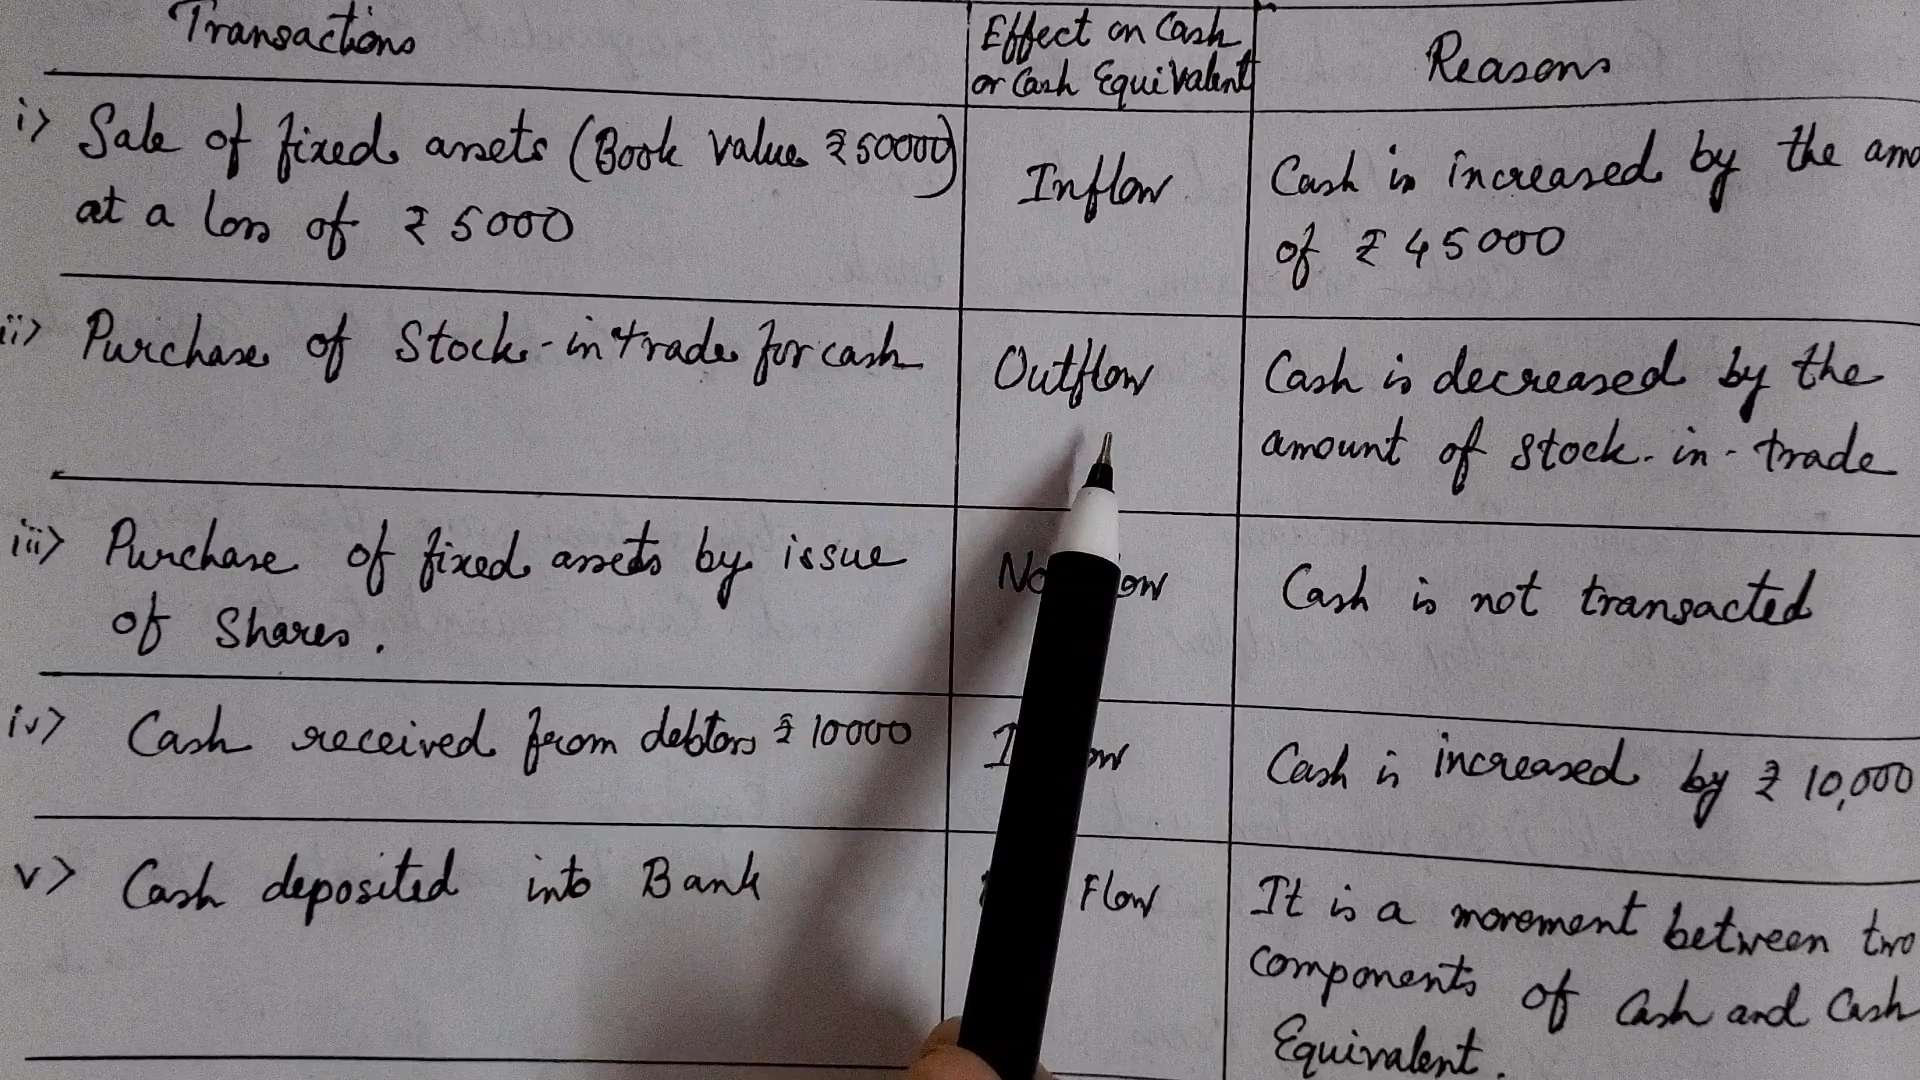 Transactions
Effect on Cash
or Cash Equivalent
Reasons
i) Sale of fixed assets (Book value ₹50000)
at a loss of ₹ 5000
Inflow
Cash is increased by the
of ₹ 45000
ii) Purchase of Stock-in-trade for cash
Outflow
Cash is decreased by the
amount of stock-in-trade
iii) Purchase of fixed assets by issue
of Shares.
Cash is not transacted
iv) Cash received from debtors ₹ 10000
Cash is increased by ₹ 10,000
v) Cash deposited into Bank
Flow
It is a movement between two
components of Cash and Cash
Equivalent.